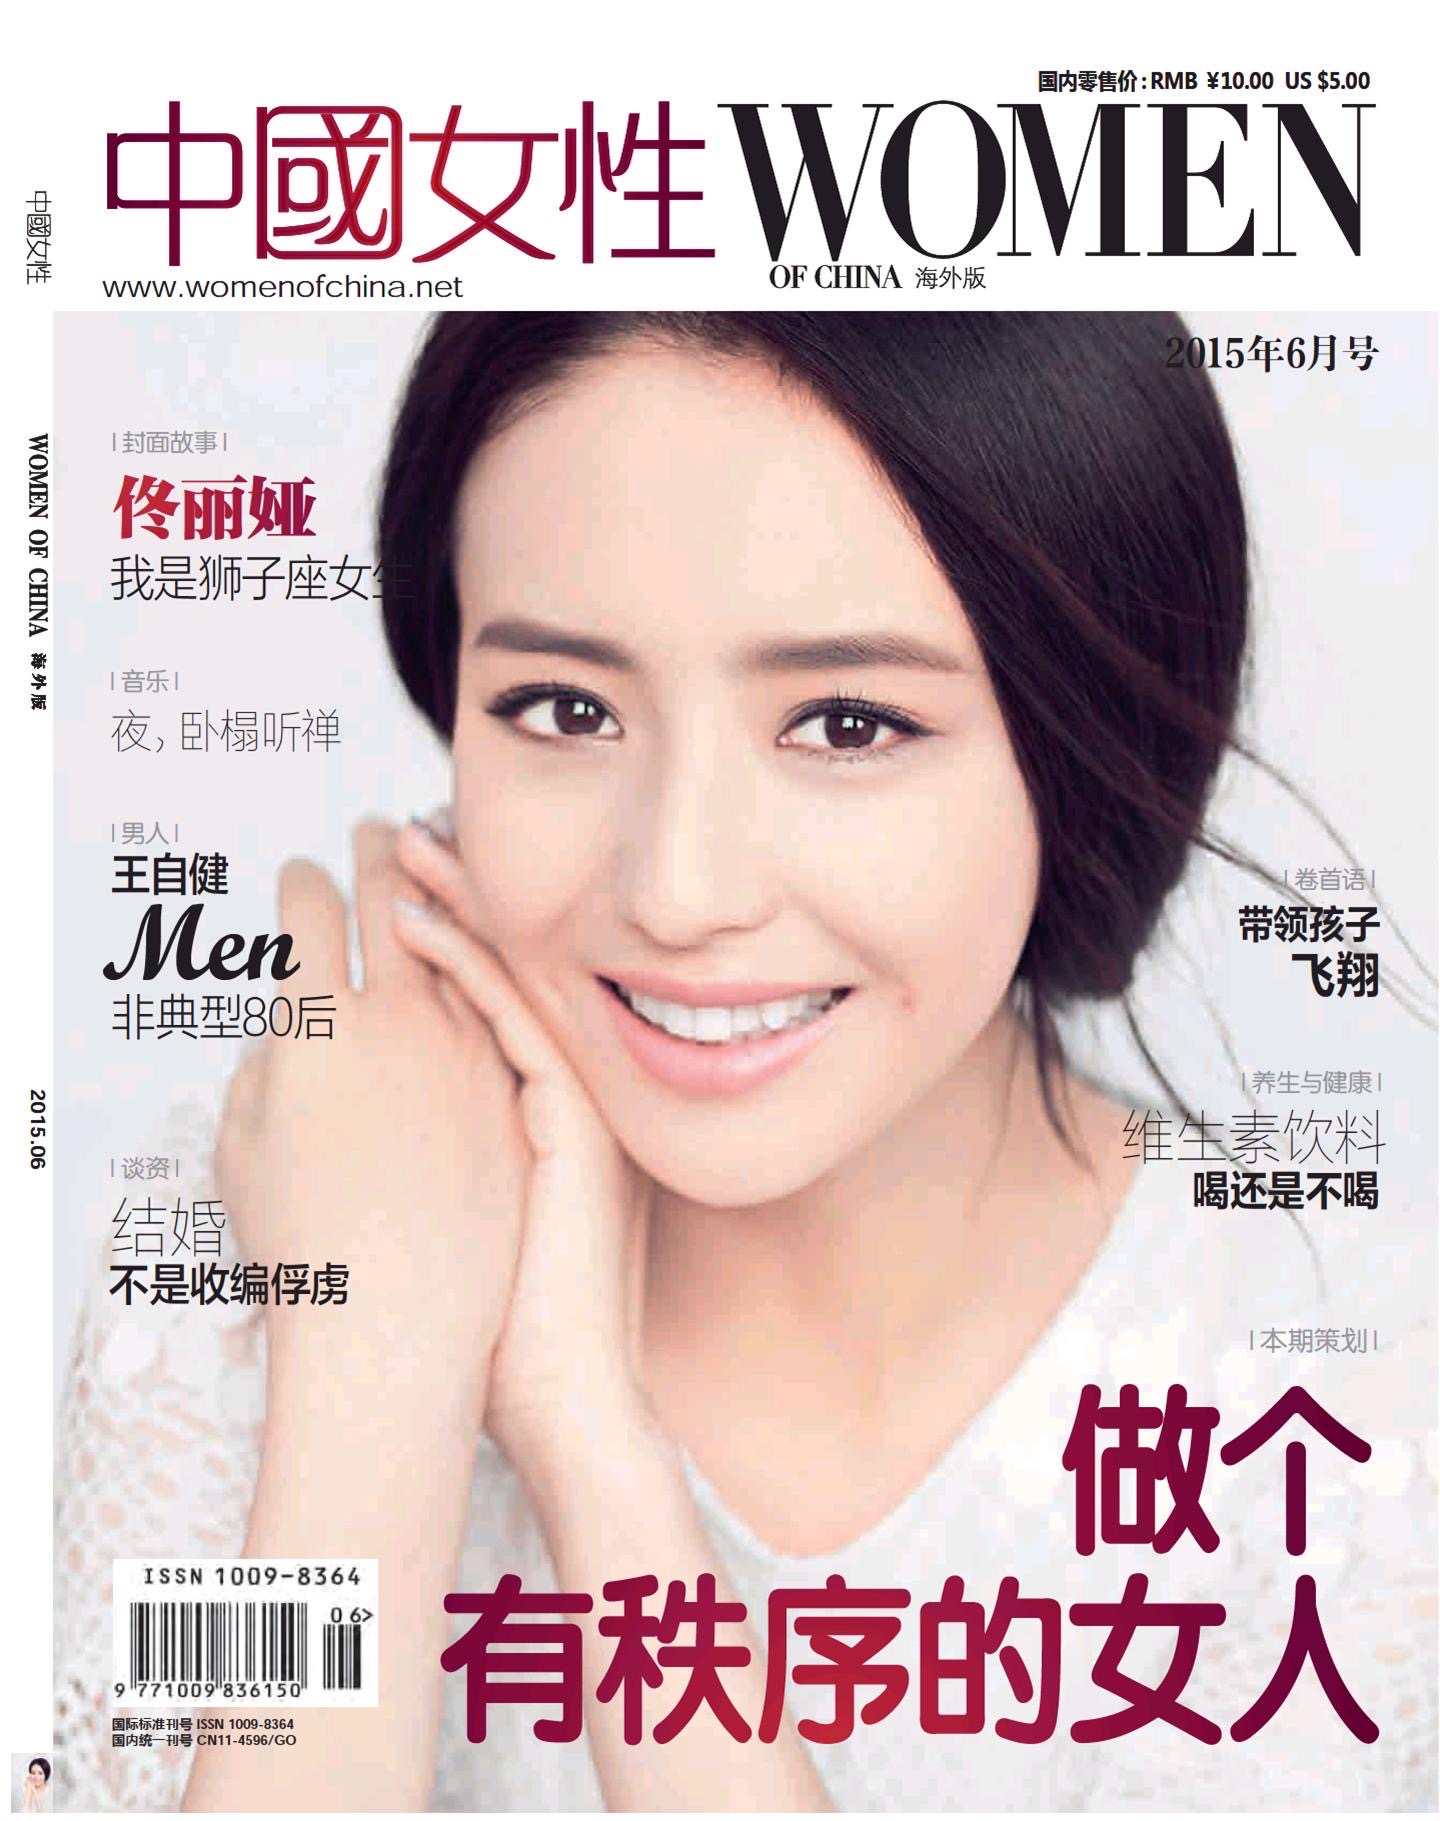 国内零售价:RMB ¥10.00 US $5.00
中國女性 WOMEN
OF CHINA 海外版
www.womenofchina.net
中國女性
WOMEN OF CHINA 海外版
2015.06
2015年6月号
|封面故事|
佟丽娅
我是狮子座女生
|音乐|
夜，卧榻听禅
|男人|
王自健
Men
非典型80后
|谈资|
结婚
不是收编俘虏
|卷首语|
带领孩子
飞翔
|养生与健康|
维生素饮料
喝还是不喝
|本期策划|
做个
有秩序的女人
ISSN 1009-8364
06>
9 771009 836150
国际标准刊号 ISSN 1009-8364
国内统一刊号 CN11-4596/GO